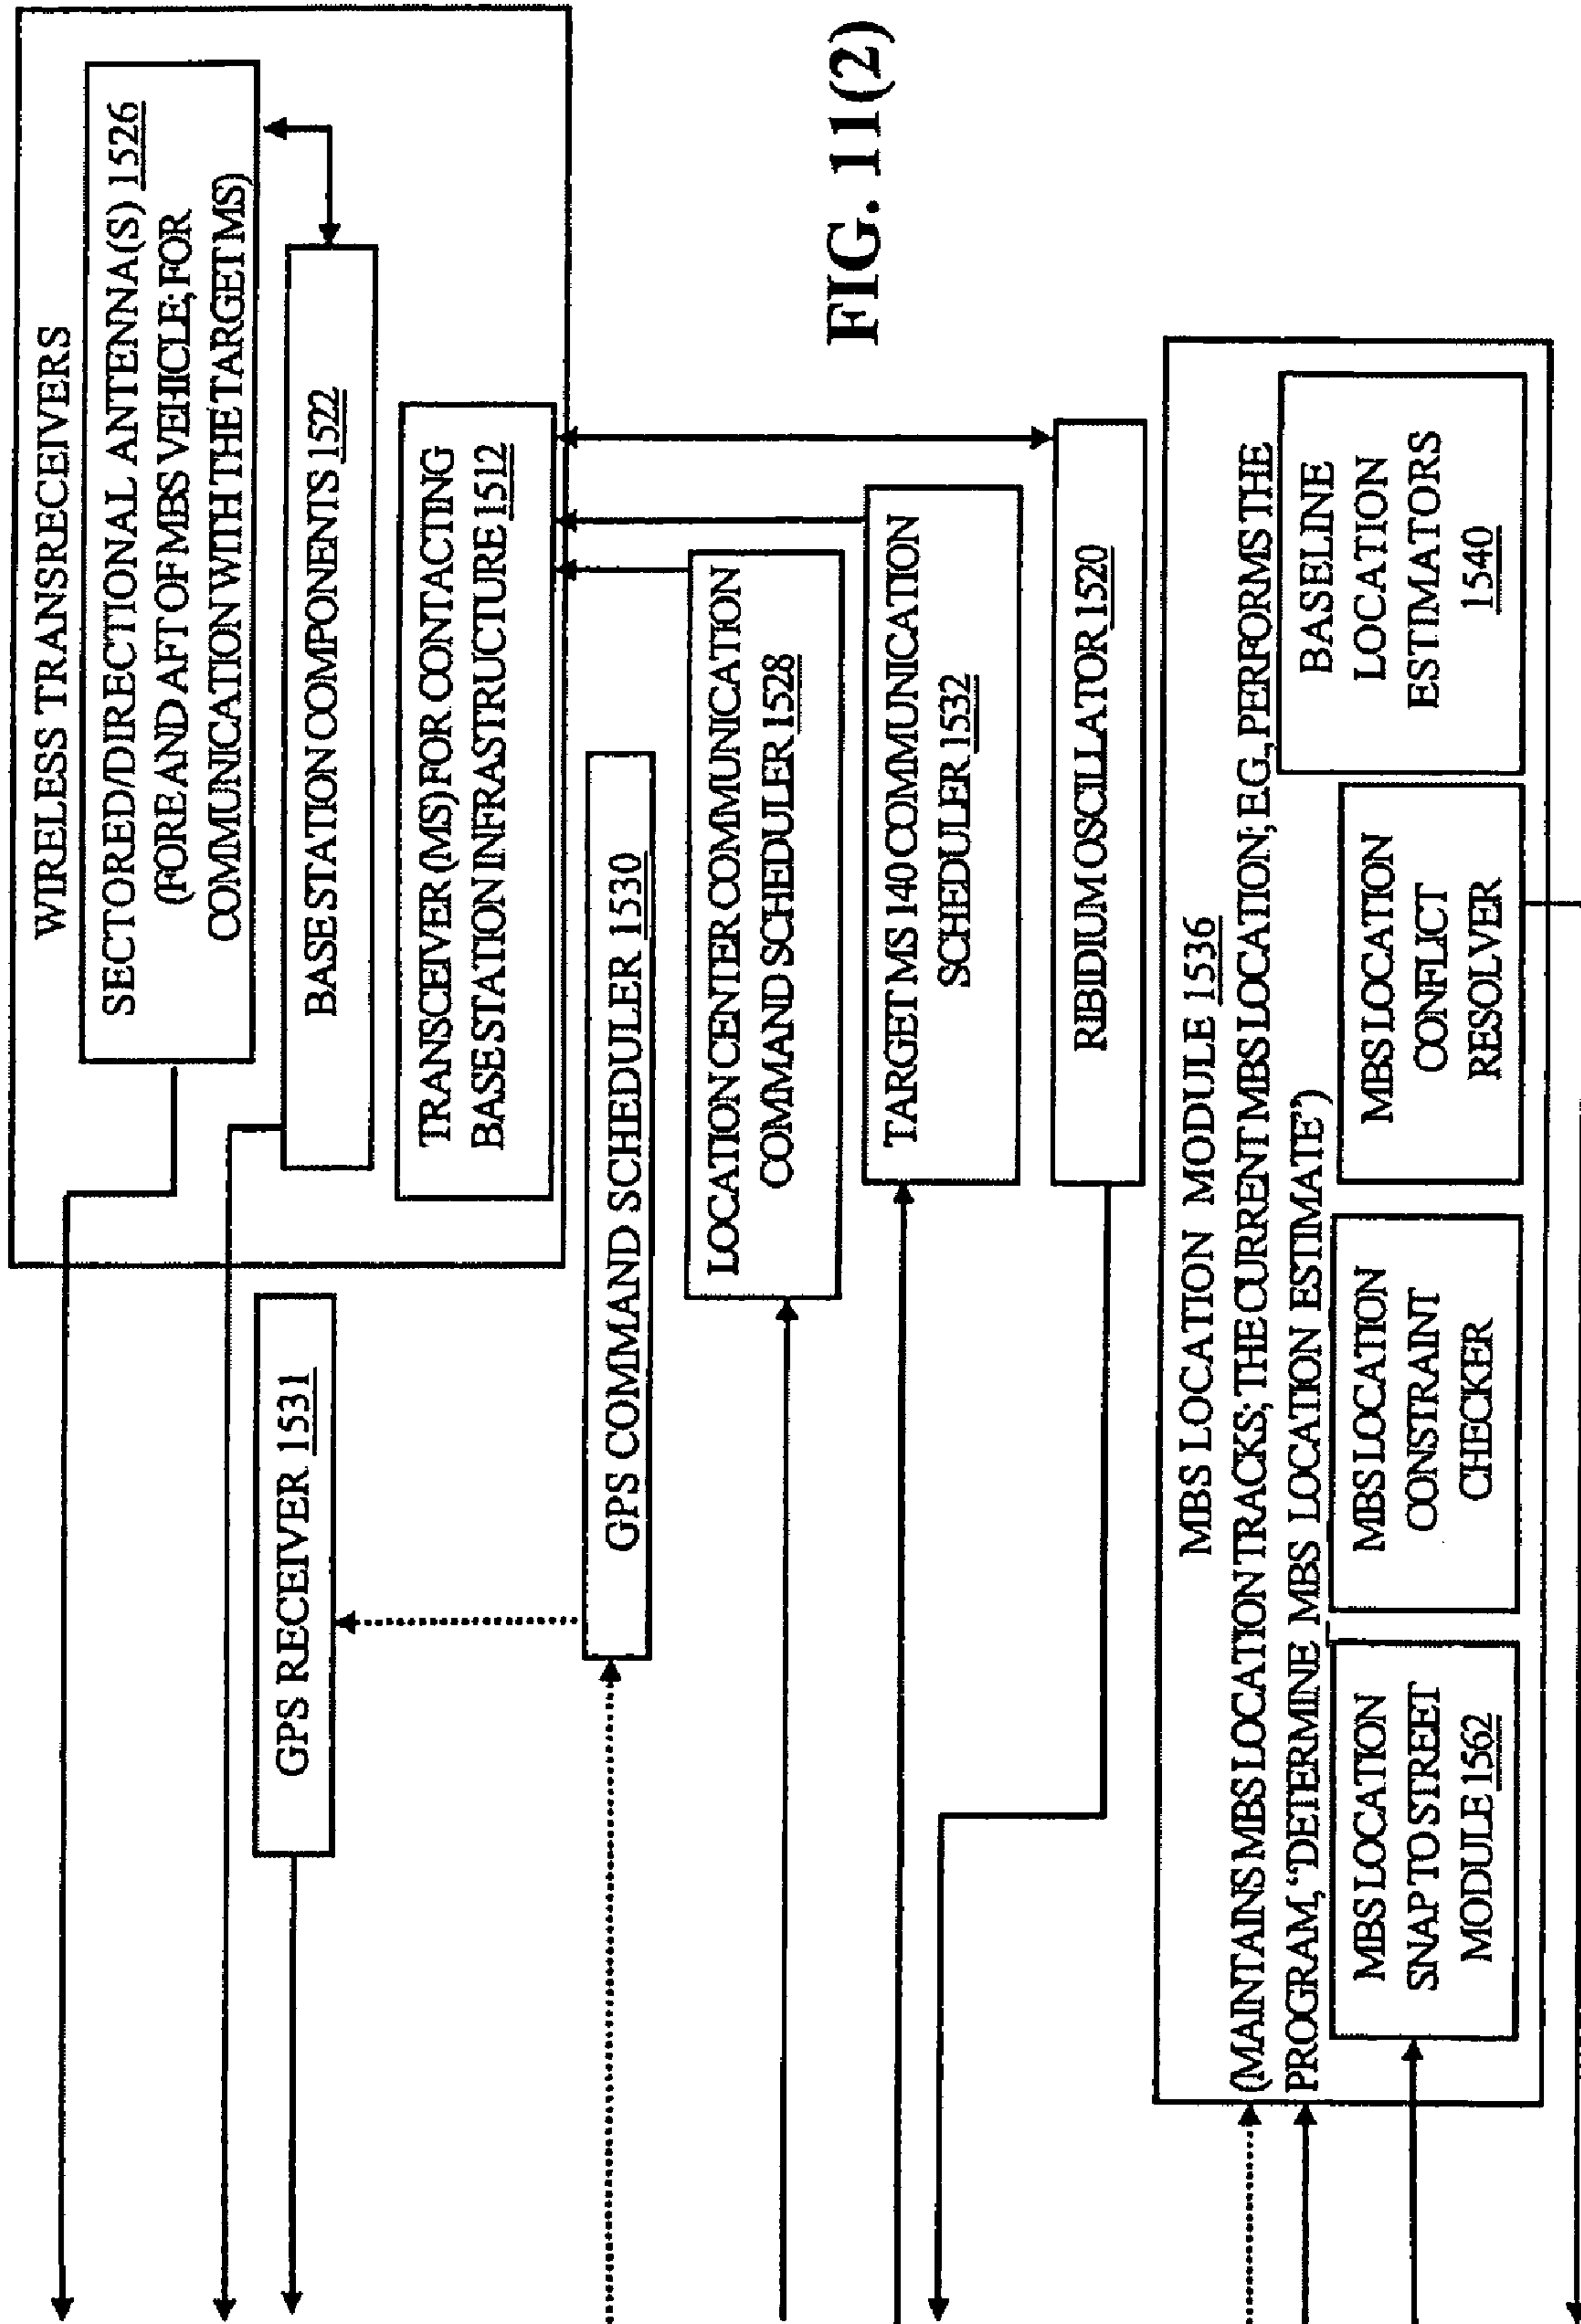 WIRELESS TRANSRECEIVERS
SECTORED/DIRECTIONAL ANTENNA(S) 1526
(FORE AND AFT OF MBS VEHICLE; FOR
COMMUNICATION WITH THE TARGET MS)
BASE STATION COMPONENTS 1522
TRANSCEIVER (MS) FOR CONTACTING
BASE STATION INFRASTRUCTURE 1512
GPS RECEIVER 1531
GPS COMMAND SCHEDULER 1530
LOCATION CENTER COMMUNICATION
COMMAND SCHEDULER 1528
TARGET MS 140 COMMUNICATION
SCHEDULER 1532
RIBIDIUM OSCILLATOR 1520
FIG. 11(2)
MBS LOCATION MODULE 1536
(MAINTAINS MBS LOCATION TRACKS; THE CURRENT MBS LOCATION; E.G., PERFORMS THE
PROGRAM, "DETERMINE MBS LOCATION ESTIMATE")
MBS LOCATION
SNAP TO STREET
MODULE 1562
MBS LOCATION
CONSTRAINT
CHECKER
MBS LOCATION
CONFLICT
RESOLVER
BASELINE
LOCATION
ESTIMATORS
1540